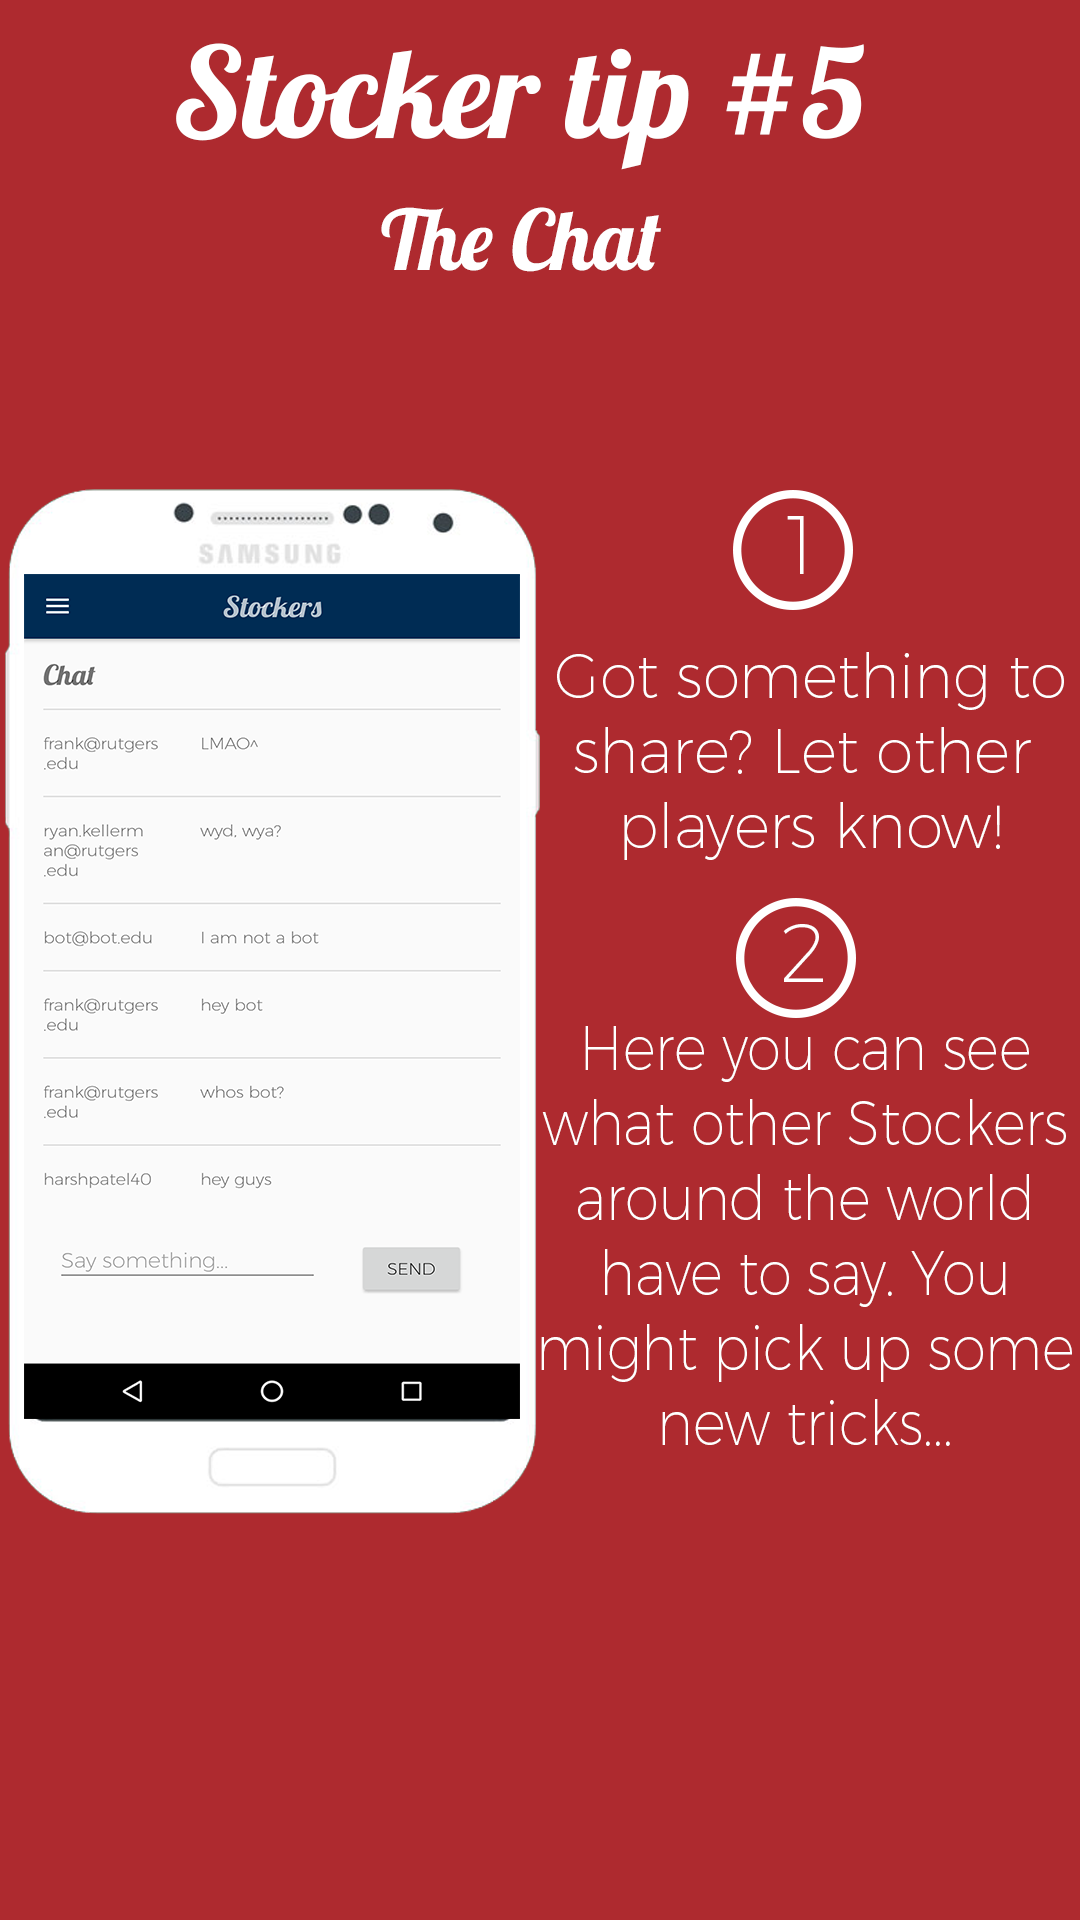 Stocker tip #5
The Chat
SAMSUNG
Stockers
Chat
frank@rutgers
.edu
LMAO^
ryan.kellerm
an@rutgers
.edu
wyd, wya?
bot@bot.edu
I am not a bot
frank@rutgers
.edu
hey bot
frank@rutgers
.edu
whos bot?
harshpatel40
hey guys
Say something...
SEND
1
Got something to
share? Let other
players know!
2
Here you can see
what other Stockers
around the world
have to say. You
might pick up some
new tricks...